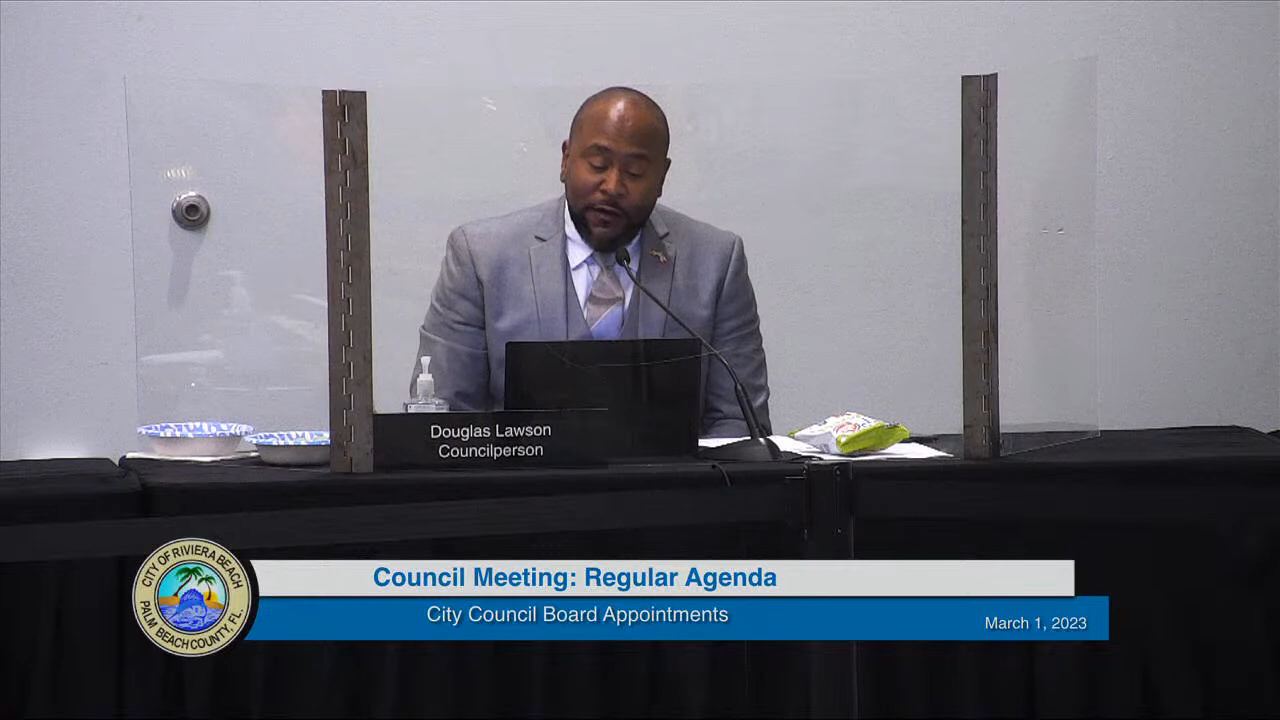 Douglas Lawson
Councilperson
CITY OF RIVIERA BEACH
PALM BEACH COUNTY, FL.
Council Meeting: Regular Agenda
City Council Board Appointments
March 1, 2023